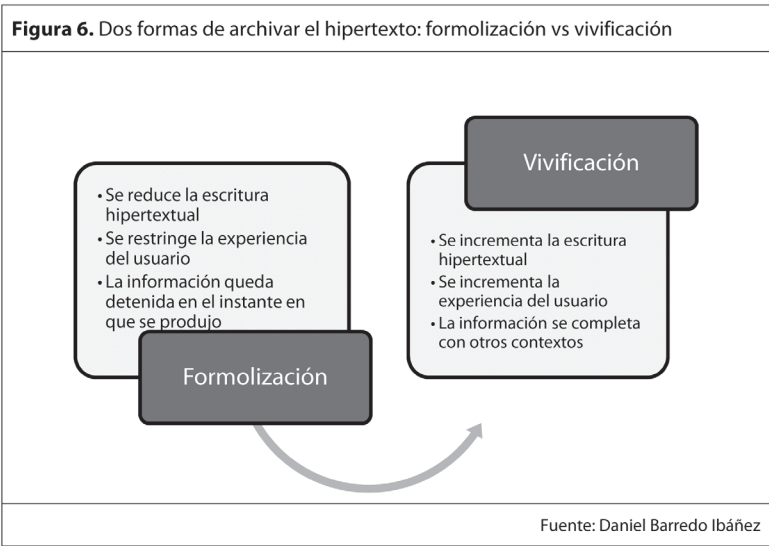 Figura 6. Dos formas de archivar el hipertexto: formolización vs vivificación
• Se reduce la escritura
hipertextual
• Se restringe la experiencia
del usuario
• La información queda
detenida en el instante en
que se produjo
Formolización
Vivificación
• Se incrementa la escritura
hipertextual
• Se incrementa la
experiencia del usuario
• La información se completa
con otros contextos
Fuente: Daniel Barredo Ibáñez